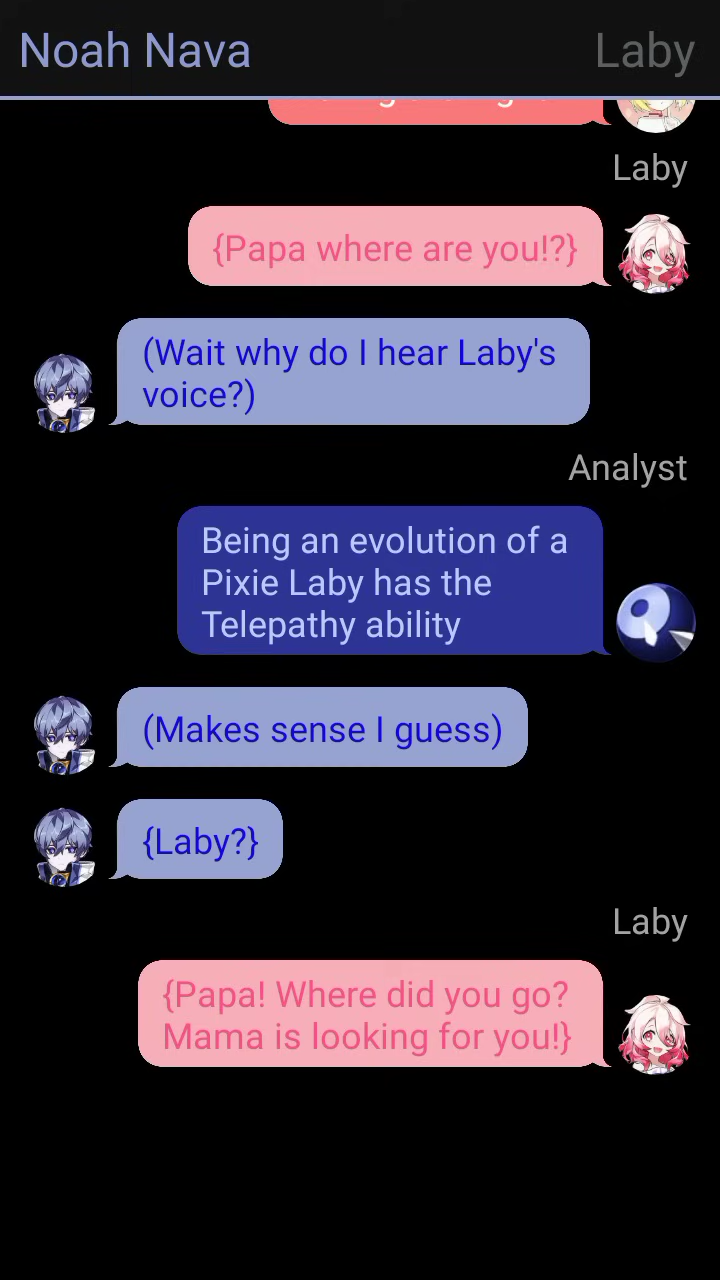 Noah Nava
Laby
Laby
{Papa where are you!?}
(Wait why do I hear Laby's
voice?)
Analyst
Being an evolution of a
Pixie Laby has the
Telepathy ability
(Makes sense I guess)
{Laby?}
Laby
{Papa! Where did you go?
Mama is looking for you!}